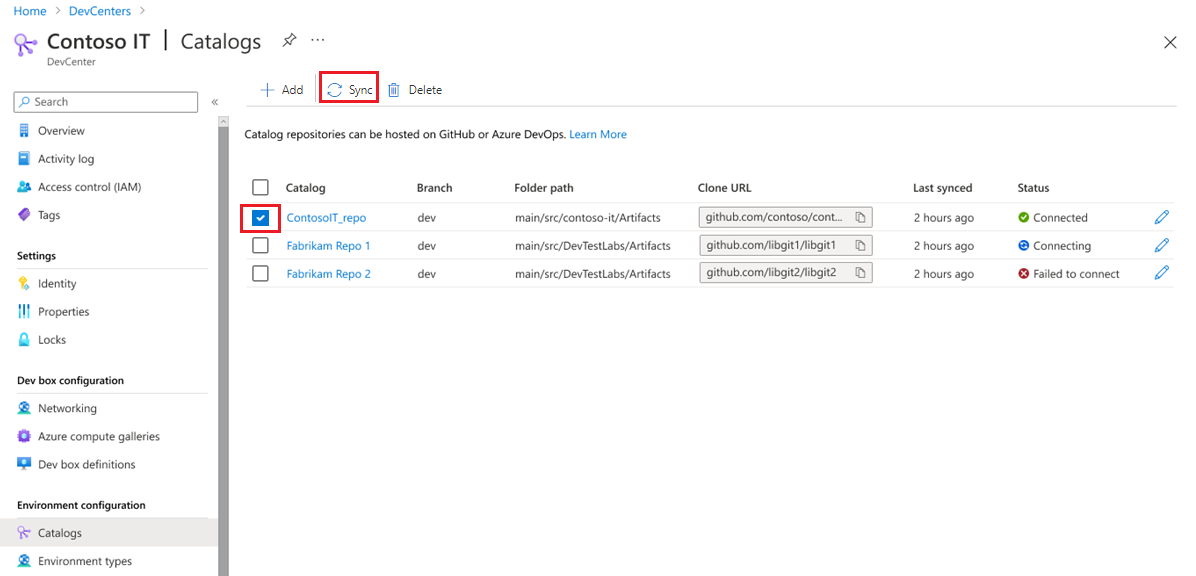 Home > DevCenters >
Contoso IT | Catalogs ...
DevCenter
Search «
Overview
Activity log
Access control (IAM)
Tags
Settings
Identity
Properties
Locks
Dev box configuration
Networking
Azure compute galleries
Dev box definitions
Environment configuration
Catalogs
Environment types
+ Add Sync Delete
Catalog repositories can be hosted on GitHub or Azure DevOps. Learn More
Catalog Branch Folder path Clone URL Last synced Status
ContosoIT_repo dev main/src/contoso-it/Artifacts github.com/contoso/cont... 2 hours ago Connected
Fabrikam Repo 1 dev main/src/DevTestLabs/Artifacts github.com/libgit1/libgit1 2 hours ago Connecting
Fabrikam Repo 2 dev main/src/DevTestLabs/Artifacts github.com/libgit2/libgit2 2 hours ago Failed to connect